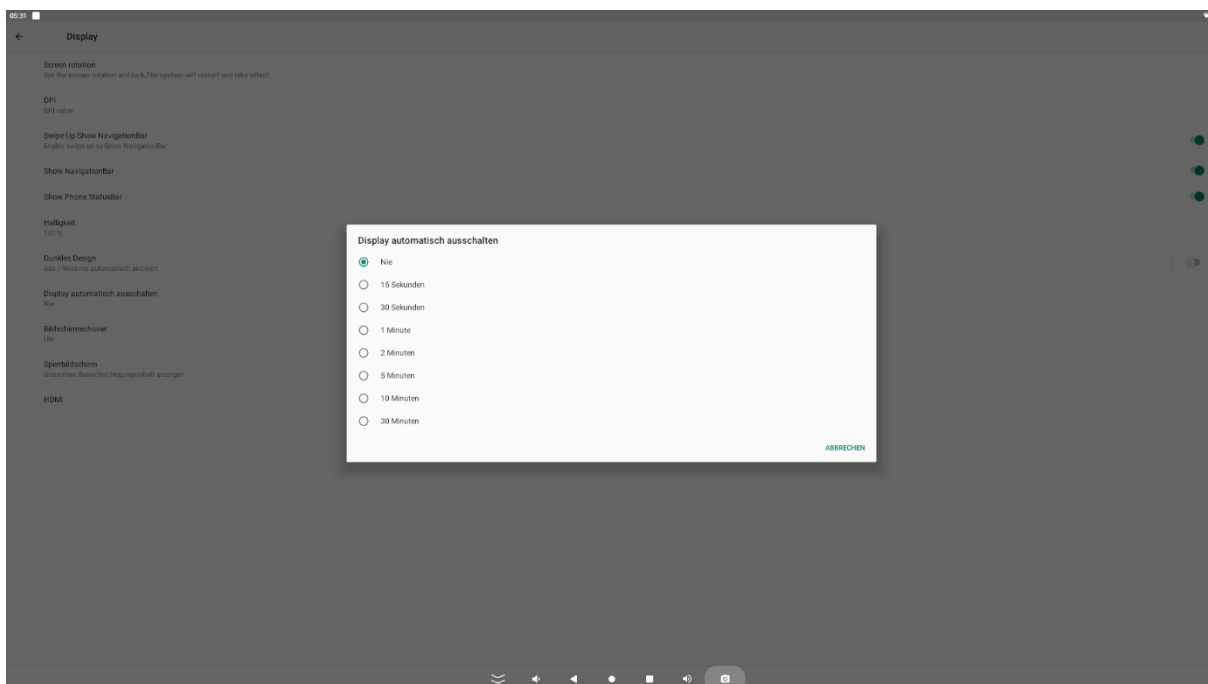 05:31
Display
Screen rotation
Set the screen rotation and lock,The system will restart and take effect.
DPI
DPI value
Swipe Up Show NavigationBar
Enable swipe up to Show NavigationBar
Show NavigationBar
Show Phone StatusBar
Helligkeit
100 %
Dunkles Design
Aus / Wird nie automatisch aktiviert
Display automatisch ausschalten
Nie
Bildschirmschoner
Uhr
Sperrbildschirm
Gesamten Benachrichtigungsinhalt anzeigen
HDMI
Display automatisch ausschalten
Nie
15 Sekunden
30 Sekunden
1 Minute
2 Minuten
5 Minuten
10 Minuten
30 Minuten
ABBRECHEN